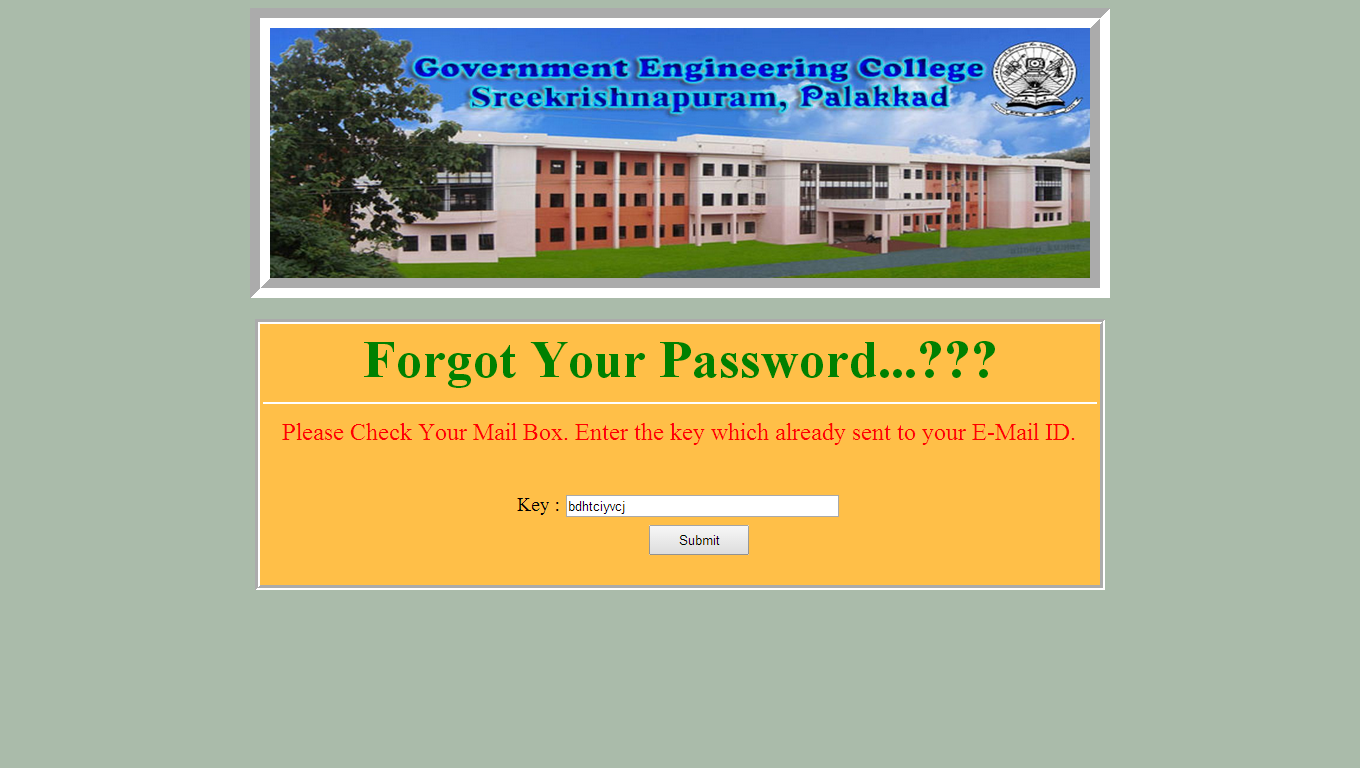 Government Engineering College
Sreekrishnapuram, Palakkad
Forgot Your Password...???
Please Check Your Mail Box. Enter the key which already sent to your E-Mail ID.
Key : bdhtciyvcj
Submit